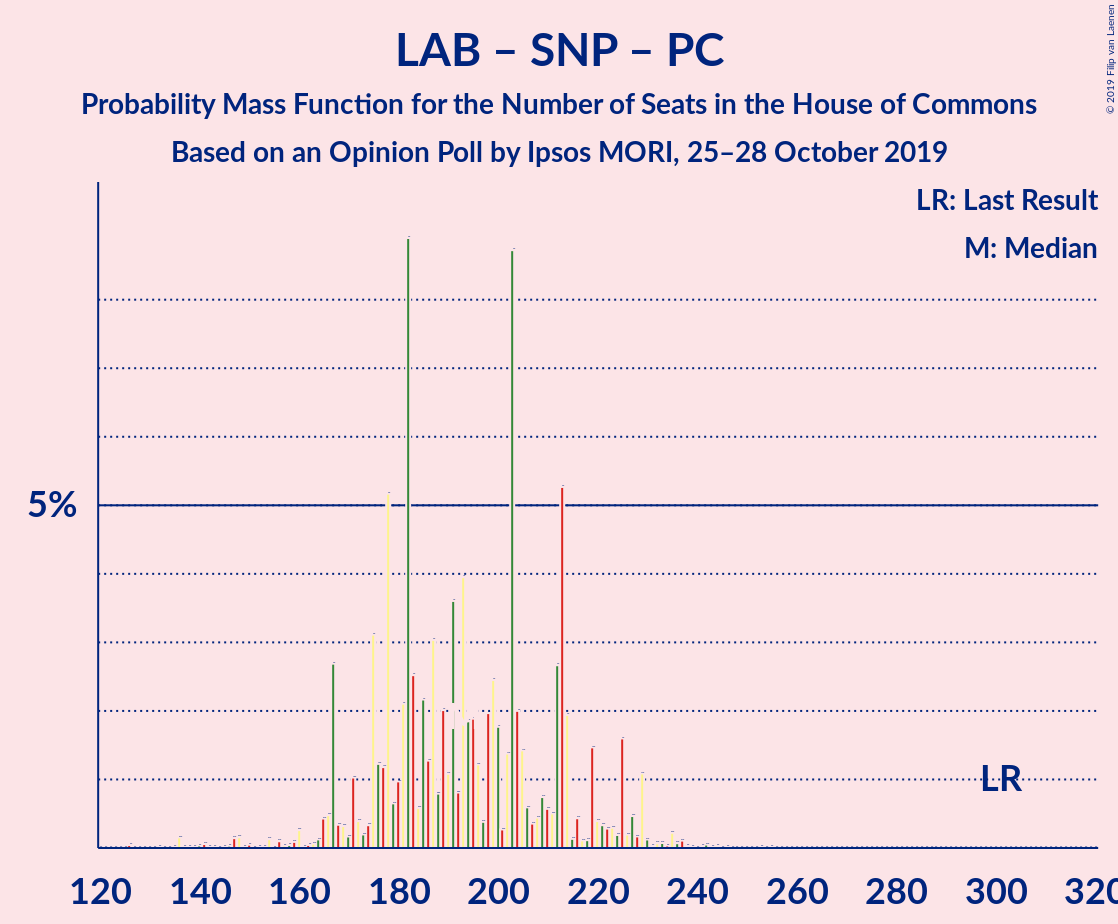 LAB – SNP – PC
Probability Mass Function for the Number of Seats in the House of Commons
Based on an Opinion Poll by Ipsos MORI, 25–28 October 2019
© 2019 Filip van Laenen
LR: Last Result
M: Median
5%
LR
120 140 160 180 200 220 240 260 280 300 320